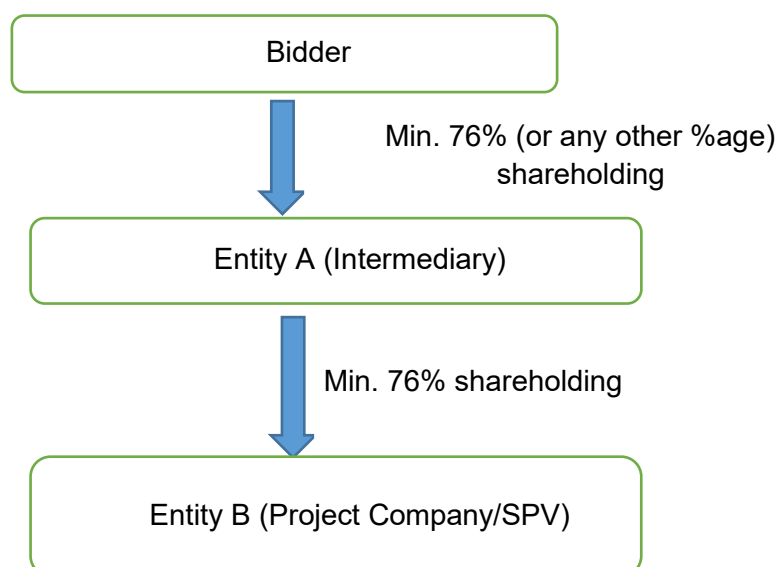 Bidder
Min. 76% (or any other %age)
shareholding
Entity A (Intermediary)
Min. 76% shareholding
Entity B (Project Company/SPV)